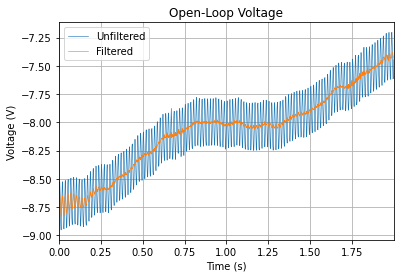 Open-Loop Voltage
Unfiltered
Filtered
Voltage (V)
-7.25
-7.50
-7.75
-8.00
-8.25
-8.50
-8.75
-9.00
0.00 0.25 0.50 0.75 1.00 1.25 1.50 1.75
Time (s)